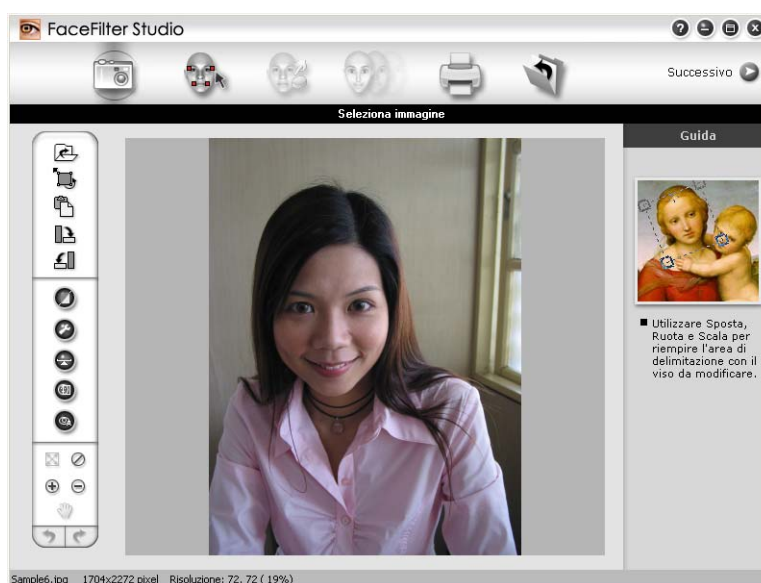 FaceFilter Studio
Successivo
Seleziona immagine
Guida
Utilizzare Sposta,
Ruota e Scala per
riempire l'area di
delimitazione con il
viso da modificare.
Sample6.jpg 1704x2272 pixel Risoluzione: 72, 72 ( 19%)